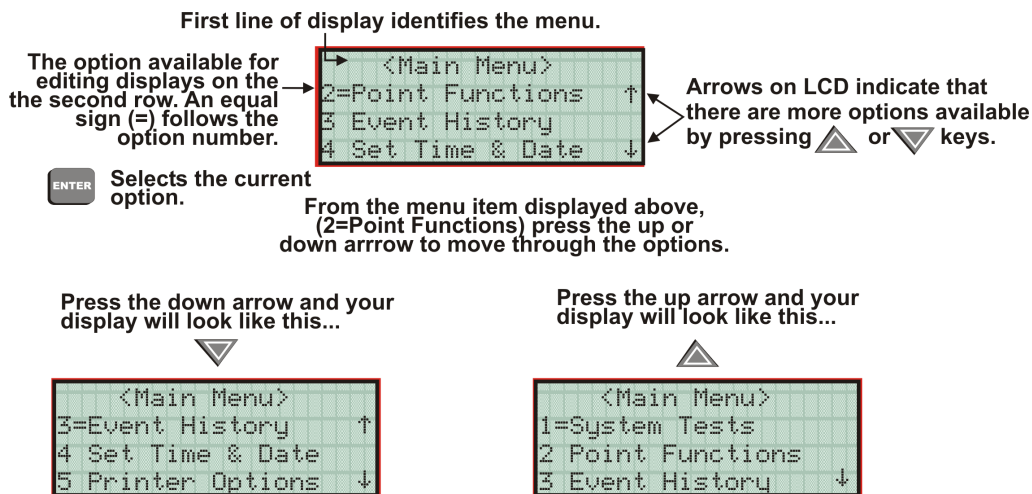 First line of display identifies the menu.
The option available for
editing displays on the
the second row. An equal
sign (=) follows the
option number.
<Main Menu>
2=Point Functions ↑
3 Event History
4 Set Time & Date ↓
Arrows on LCD indicate that
there are more options available
by pressing or keys.
ENTER
Selects the current
option.
From the menu item displayed above,
(2=Point Functions) press the up or
down arrrow to move through the options.
Press the down arrow and your
display will look like this...
<Main Menu>
3=Event History ↑
4 Set Time & Date
5 Printer Options ↓
Press the up arrow and your
display will look like this...
<Main Menu>
1=System Tests
2 Point Functions
3 Event History ↓